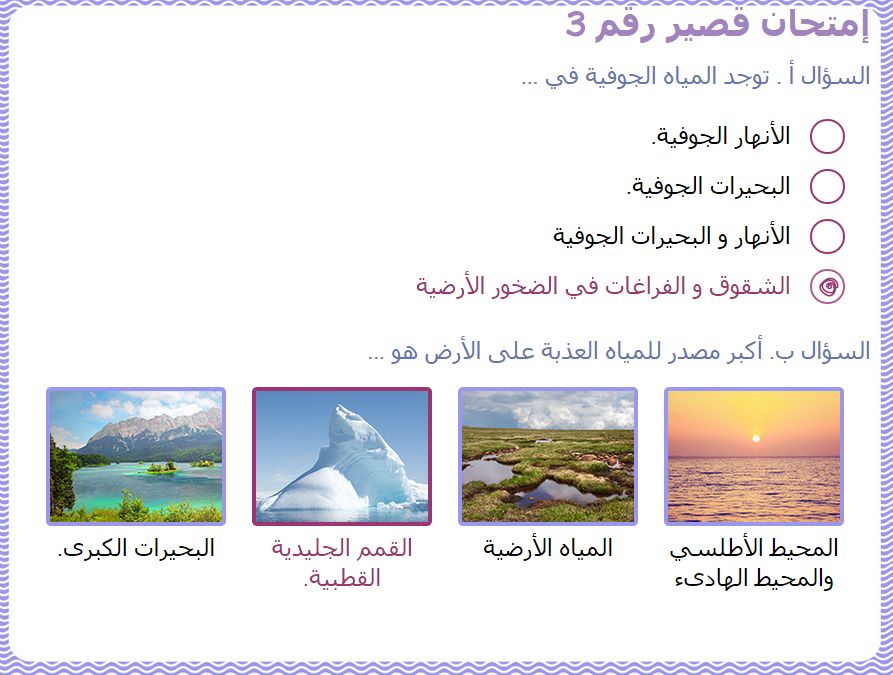 إمتحان قصير رقم 3
السؤال أ . توجد المياه الجوفية في ...
الأنهار الجوفية.
البحيرات الجوفية.
الأنهار و البحيرات الجوفية
الشقوق و الفراغات في الضخور الأرضية
السؤال ب. أكبر مصدر للمياه العذبة على الأرض هو ...
المحيط الأطلسي
والمحيط الهادىء
المياه الأرضية
القمم الجليدية
القطبية.
البحيرات الكبرى.